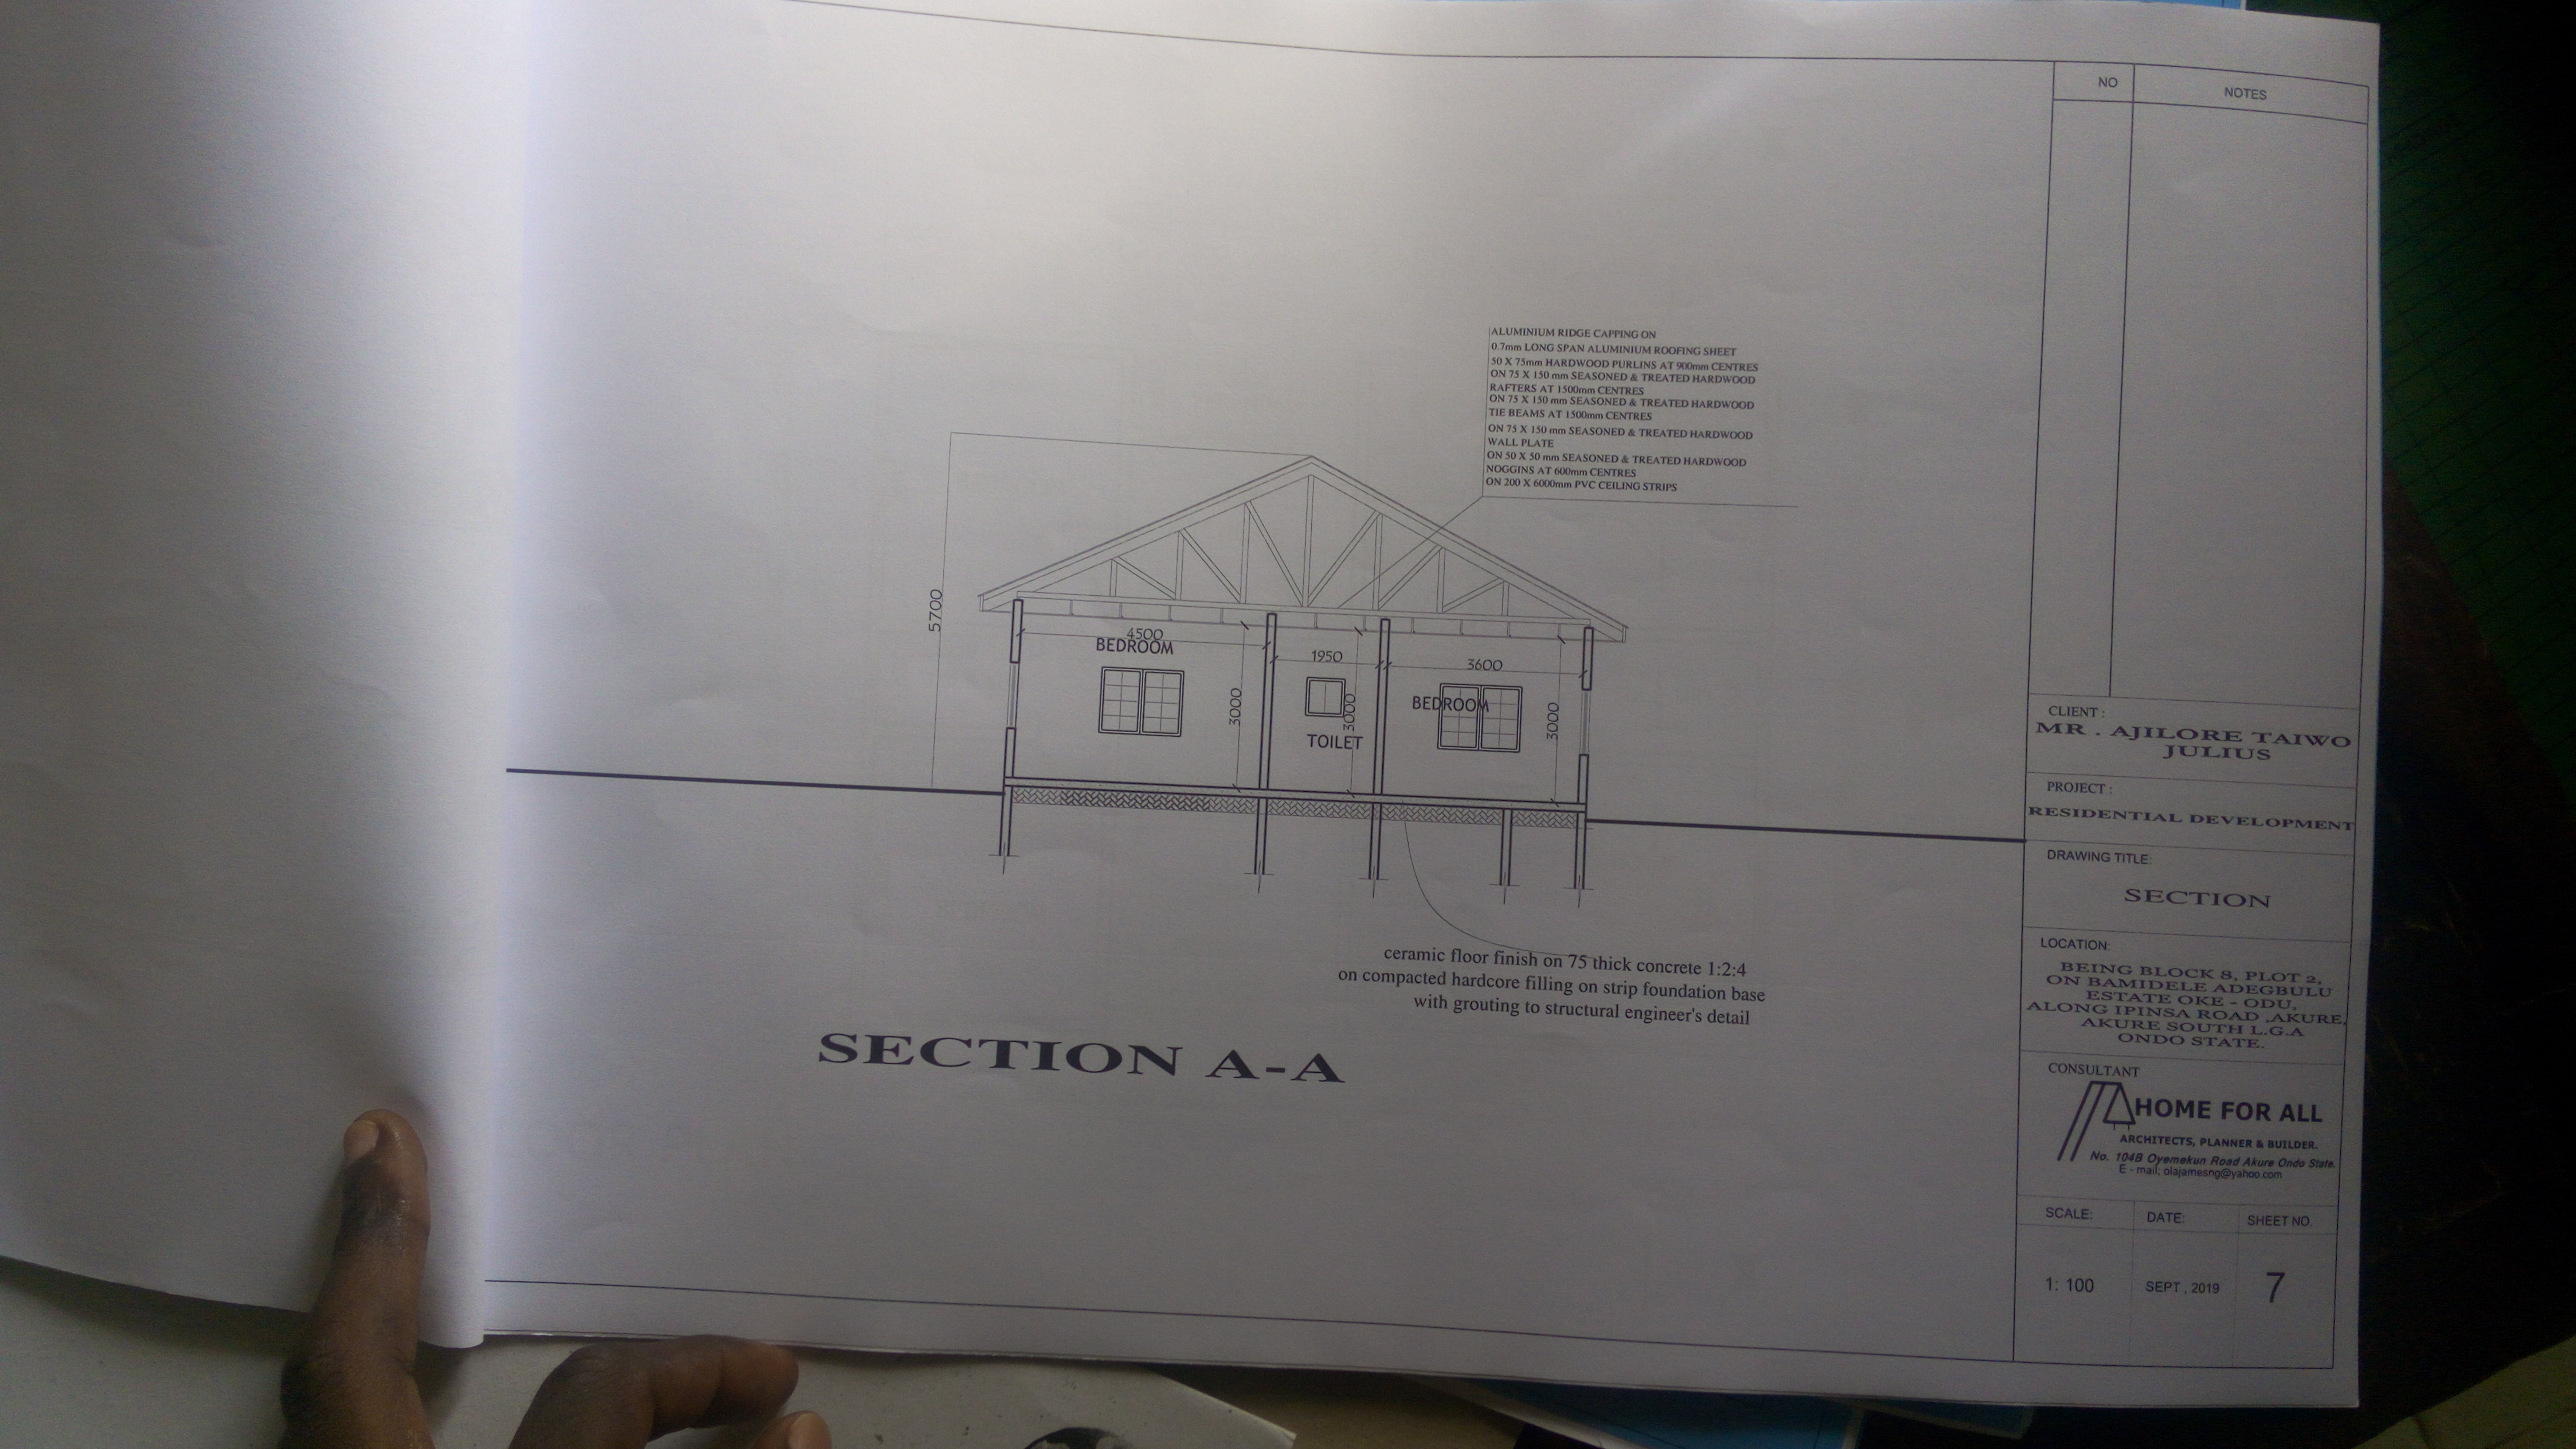 NO
NOTES
ALUMINIUM RIDGE CAPPING ON
0.7mm LONG SPAN ALUMINIUM ROOFING SHEET
50 X 75mm HARDWOOD PURLINS AT 900mm CENTRES
ON 75 X 150 mm SEASONED & TREATED HARDWOOD
RAFTERS AT 1500mm CENTRES
ON 75 X 150 mm SEASONED & TREATED HARDWOOD
TIE BEAMS AT 1500mm CENTRES
ON 75 X 150 mm SEASONED & TREATED HARDWOOD
WALL PLATE
ON 50 X 50 mm SEASONED & TREATED HARDWOOD
NOGGINS AT 600mm CENTRES
ON 200 X 6000mm PVC CEILING STRIPS
5700
4500
BEDROOM
3000
1950
3000
TOILET
3600
BEDROOM
3000
ceramic floor finish on 75 thick concrete 1:2:4
on compacted hardcore filling on strip foundation base
with grouting to structural engineer's detail
SECTION A-A
CLIENT :
MR . AJILORE TAIWO
JULIUS
PROJECT :
RESIDENTIAL DEVELOPMENT
DRAWING TITLE:
SECTION
LOCATION:
BEING BLOCK 8, PLOT 2,
ON BAMIDELE ADEGBULU
ESTATE OKE - ODU,
ALONG IPINSA ROAD ,AKURE,
AKURE SOUTH L.G.A
ONDO STATE.
CONSULTANT
HOME FOR ALL
ARCHITECTS, PLANNER & BUILDER.
No. 104B Oyemekun Road Akure Ondo State.
E - mail; olajamesng@yahoo.com
SCALE:
DATE:
SHEET NO.
1: 100
SEPT , 2019
7